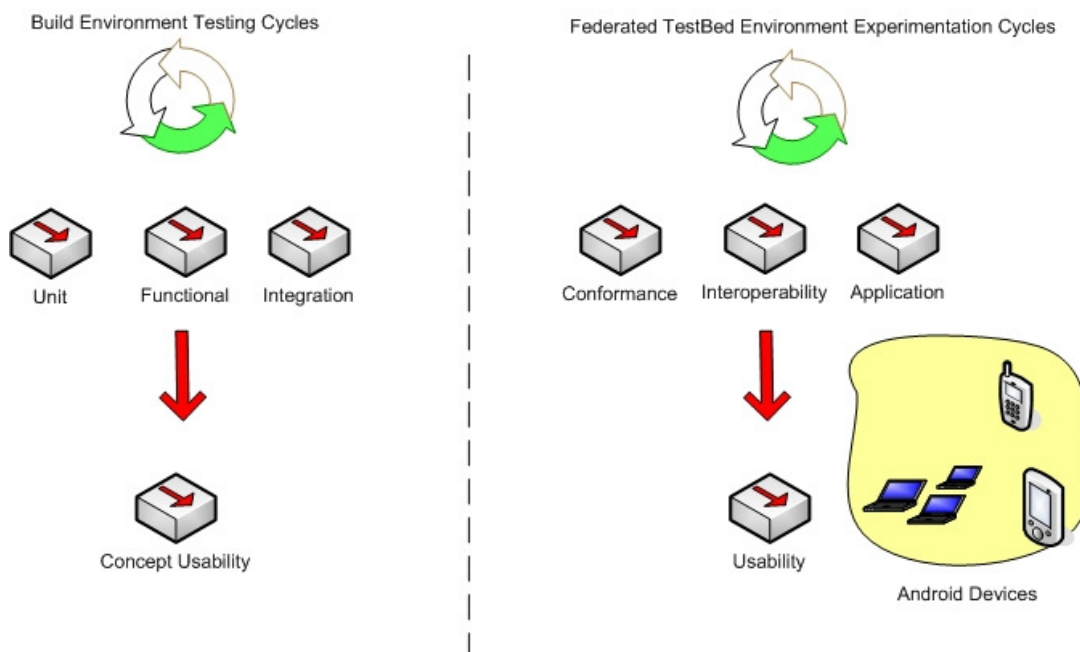 Build Environment Testing Cycles
Federated TestBed Environment Experimentation Cycles
Unit
Functional
Integration
Conformance
Interoperability
Application
Concept Usability
Usability
Android Devices